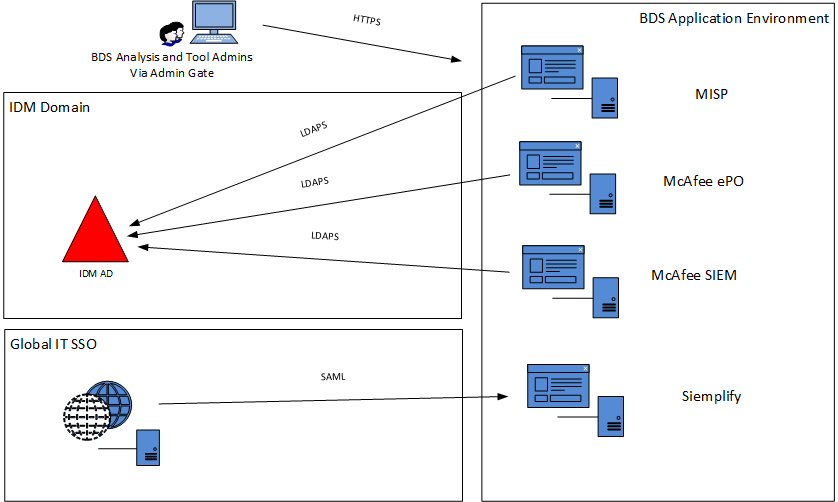 HTTPS
BDS Application Environment
BDS Analysis and Tool Admins
Via Admin Gate
MISP
IDM Domain
LDAPS
McAfee ePO
LDAPS
LDAPS
IDM AD
McAfee SIEM
Global IT SSO
SAML
Siemplify